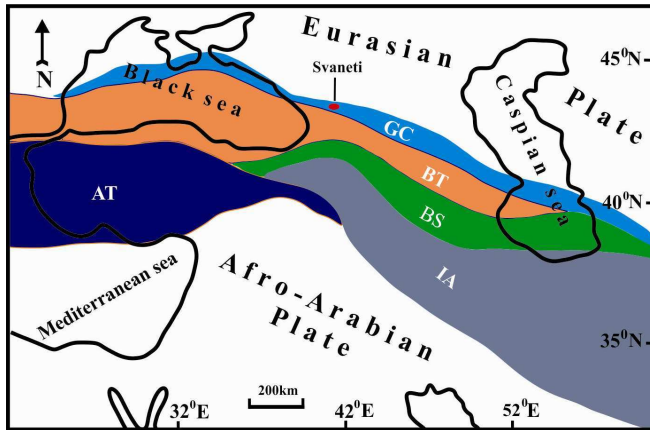 Eurasian
Plate
45⁰N
N
Svaneti
Black sea
Caspian sea
GC
BT
40⁰N
AT
BS
IA
Mediterranean sea
Afro-Arabian
Plate
35⁰N
200km
32⁰E
42⁰E
52⁰E